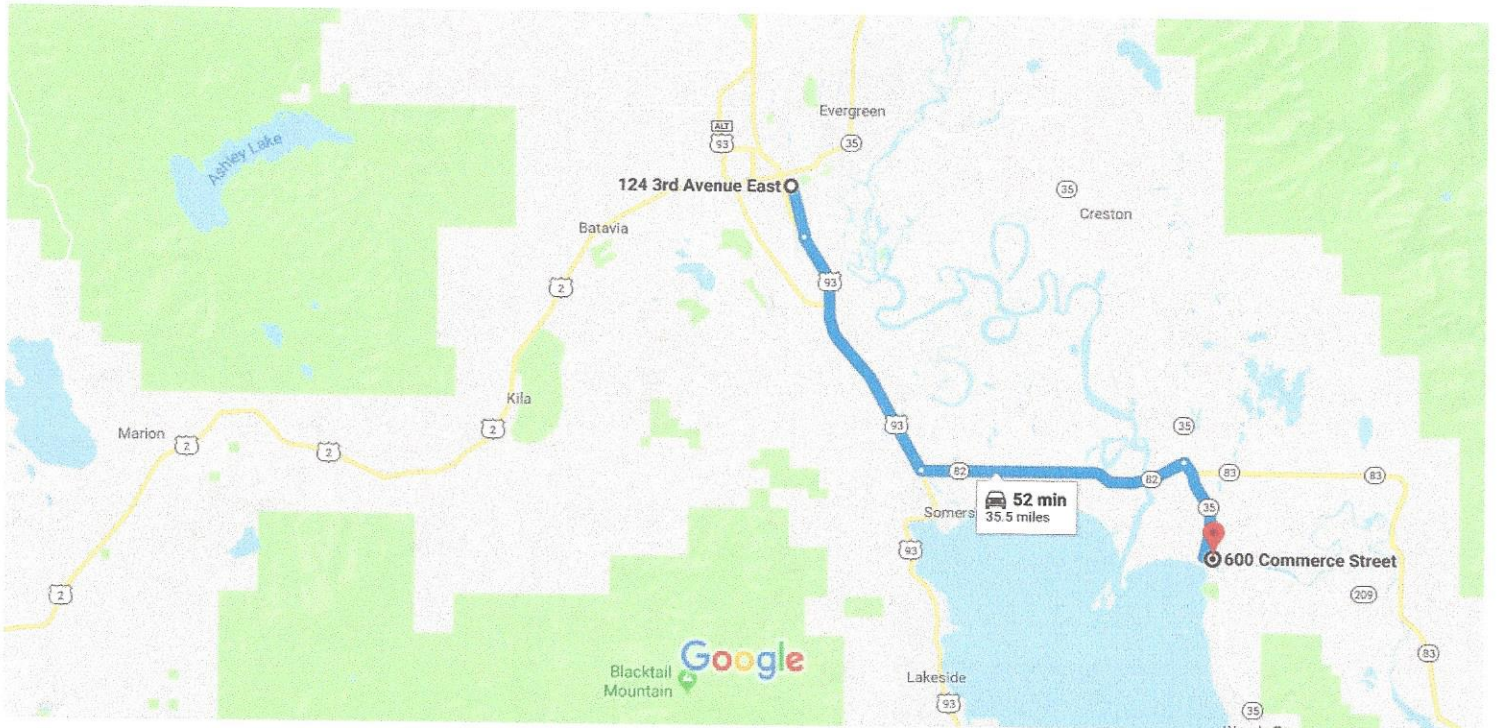 Evergreen
ALT
93
35
Ashley Lake
124 3rd Avenue East
35
Creston
Batavia
2
93
Kila
2
93
35
Marion
2
2
82
82
83
83
52 min
35.5 miles
Somers
35
93
600 Commerce Street
2
209
Google
Blacktail
Mountain
Lakeside
83
93
35